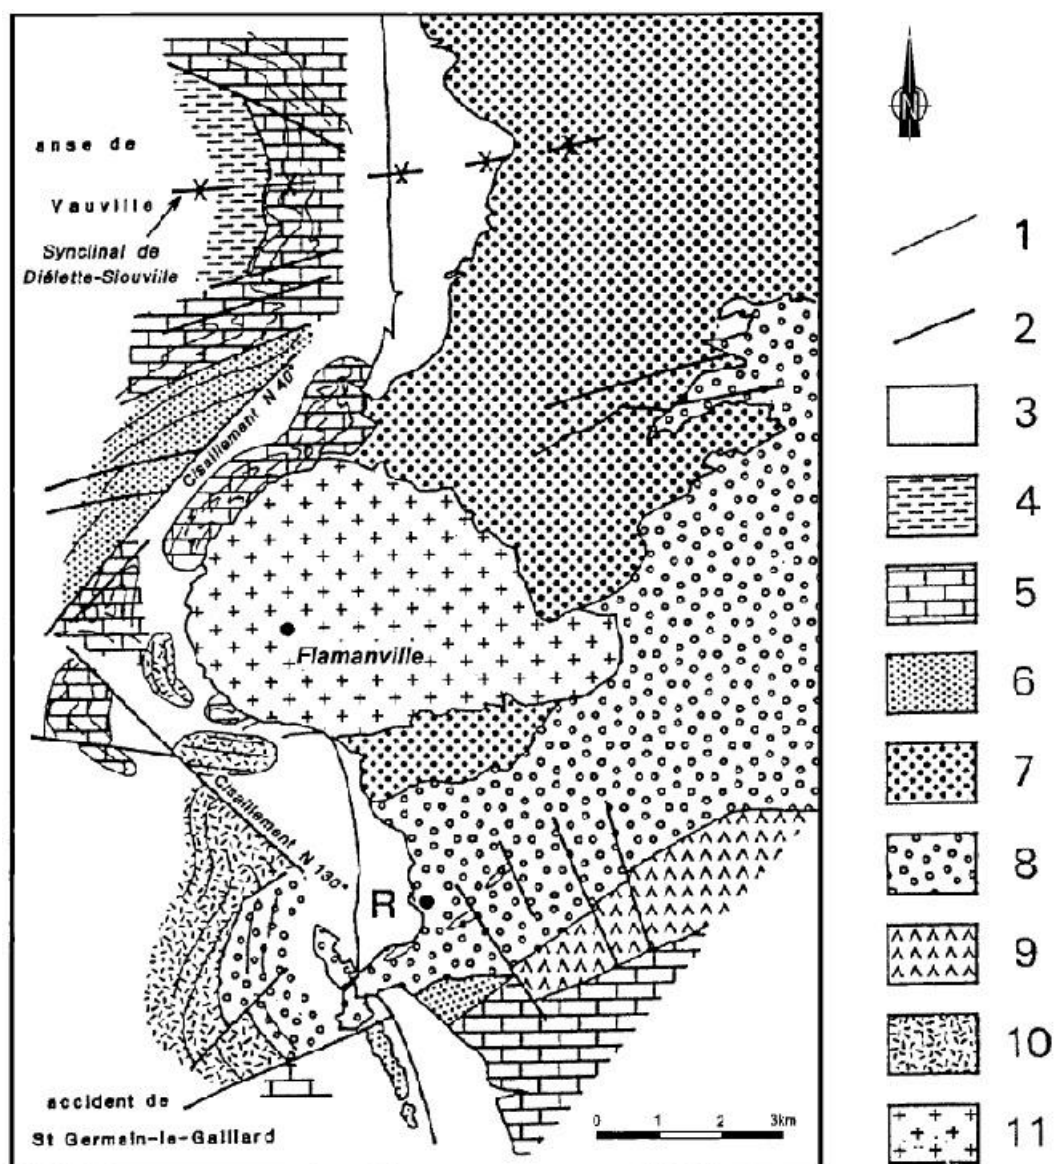 anse de
Vauville
Synclinal de
Diélette-Siouville
Cisaillement N 40°
Flamanville
Cisaillement N 130°
R
accident de
St Germain-le-Gaillard
0 1 2 3km
N
1
2
3
4
5
6
7
8
9
10
11